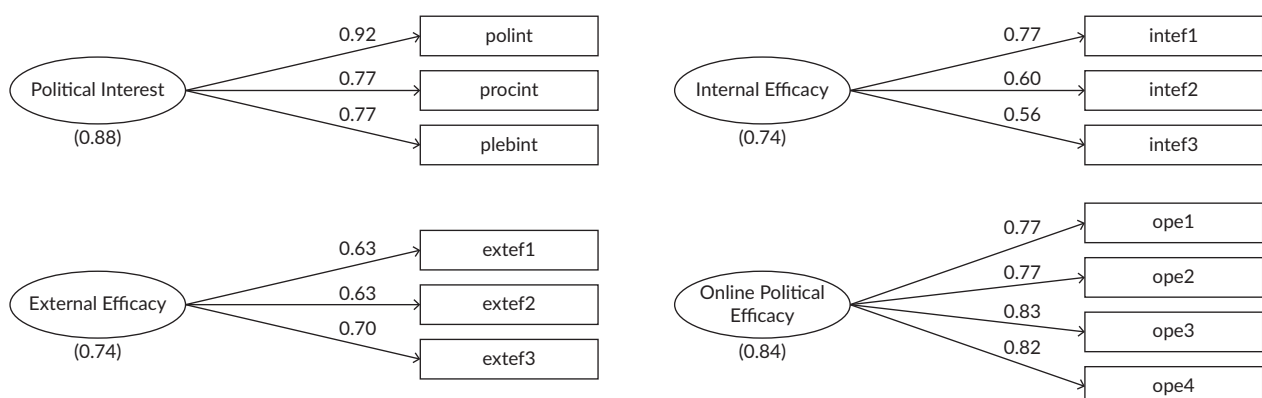 0.92
polint
Political Interest
0.77
procint
0.77
plebint
(0.88)
0.77
intef1
Internal Efficacy
0.60
intef2
0.56
intef3
(0.74)
0.63
extef1
External Efficacy
0.63
extef2
0.70
extef3
(0.74)
0.77
ope1
Online Political
Efficacy
0.77
ope2
0.83
ope3
(0.84)
0.82
ope4